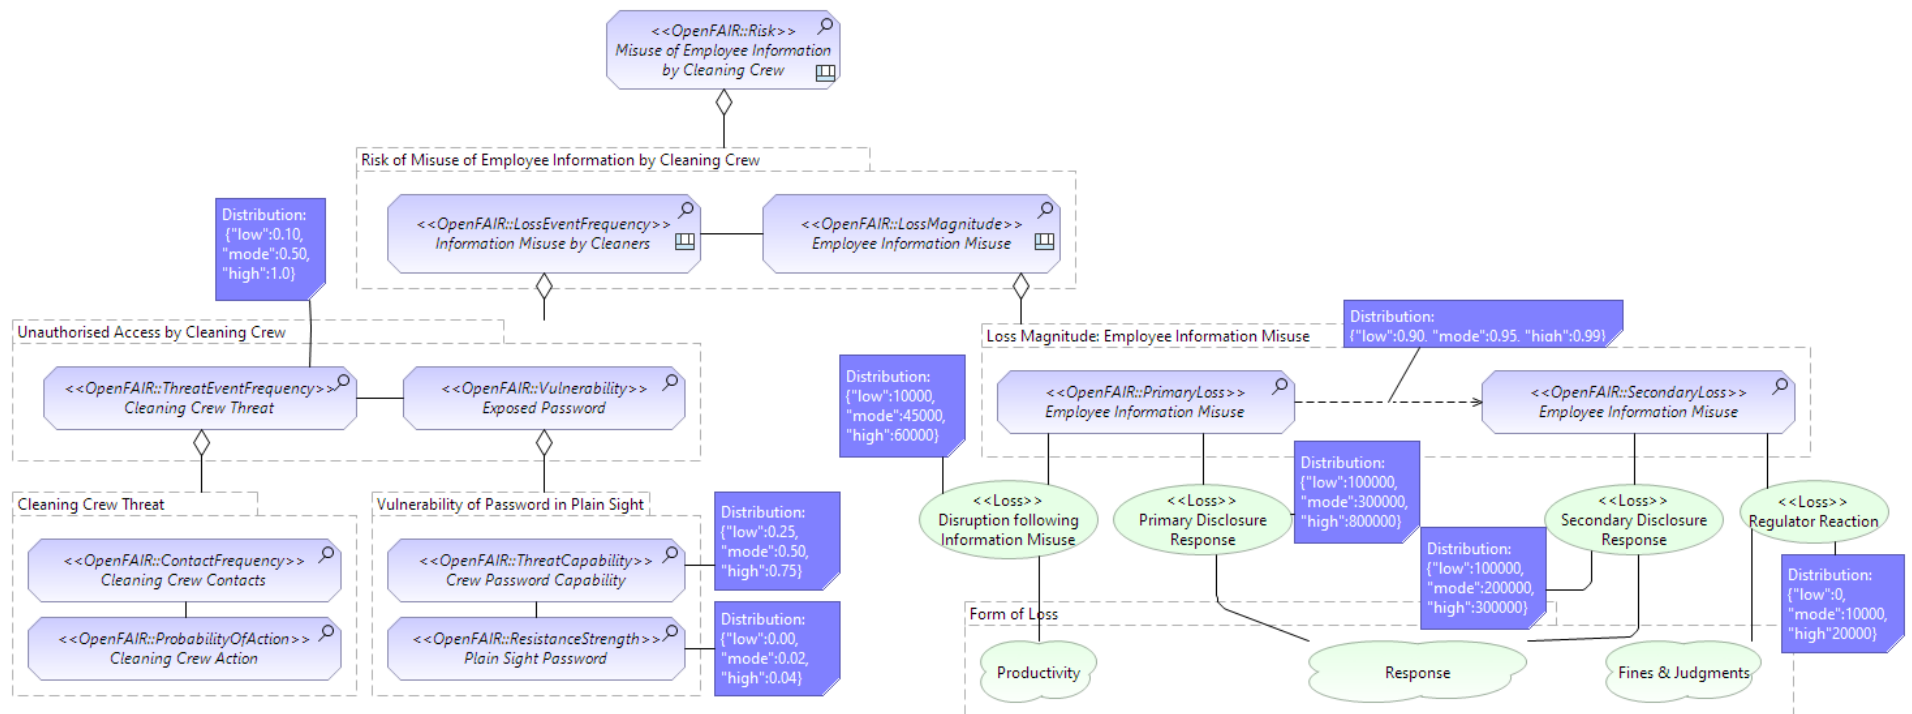 <<OpenFAIR::Risk>>
Misuse of Employee Information
by Cleaning Crew
Risk of Misuse of Employee Information by Cleaning Crew
<<OpenFAIR::LossEventFrequency>>
Information Misuse by Cleaners
<<OpenFAIR::LossMagnitude>>
Employee Information Misuse
Distribution:
{"low":0.10,
"mode":0.50,
"high":1.0}
Unauthorised Access by Cleaning Crew
<<OpenFAIR::ThreatEventFrequency>>
Cleaning Crew Threat
<<OpenFAIR::Vulnerability>>
Exposed Password
Cleaning Crew Threat
<<OpenFAIR::ContactFrequency>>
Cleaning Crew Contacts
<<OpenFAIR::ProbabilityOfAction>>
Cleaning Crew Action
Vulnerability of Password in Plain Sight
<<OpenFAIR::ThreatCapability>>
Crew Password Capability
<<OpenFAIR::ResistanceStrength>>
Plain Sight Password
Distribution:
{"low":0.25,
"mode":0.50,
"high":0.75}
Distribution:
{"low":0.00,
"mode":0.02,
"high":0.04}
Loss Magnitude: Employee Information Misuse
Distribution:
{"low":0.90, "mode":0.95, "high":0.99}
<<OpenFAIR::PrimaryLoss>>
Employee Information Misuse
<<OpenFAIR::SecondaryLoss>>
Employee Information Misuse
Distribution:
{"low":10000,
"mode":45000,
"high":60000}
<<Loss>>
Disruption following
Information Misuse
<<Loss>>
Primary Disclosure
Response
Distribution:
{"low":100000,
"mode":300000,
"high":800000}
<<Loss>>
Secondary Disclosure
Response
Distribution:
{"low":100000,
"mode":200000,
"high":300000}
<<Loss>>
Regulator Reaction
Distribution:
{"low":0,
"mode":10000,
"high"20000}
Form of Loss
Productivity
Response
Fines & Judgments